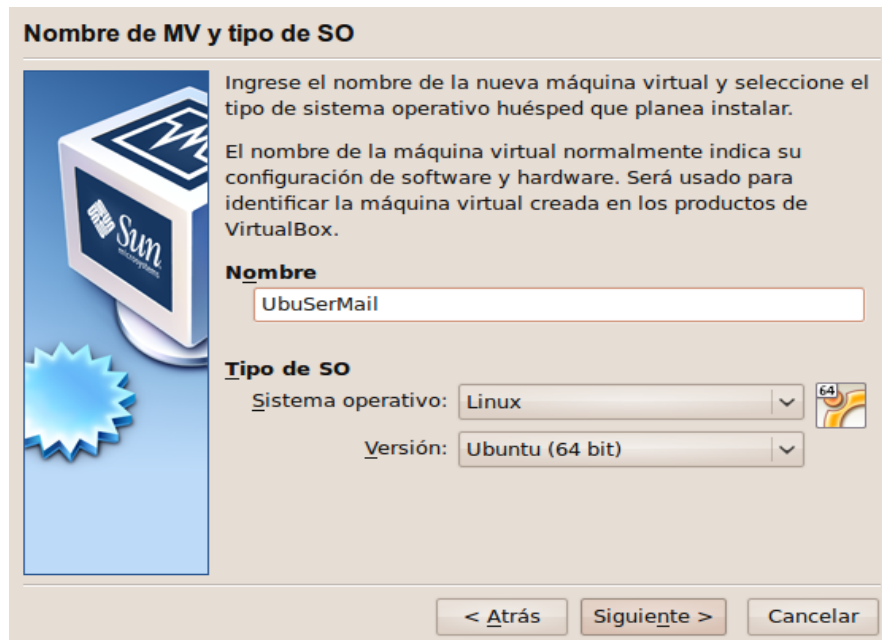 Nombre de MV y tipo de SO
Ingrese el nombre de la nueva máquina virtual y seleccione el
tipo de sistema operativo huésped que planea instalar.
El nombre de la máquina virtual normalmente indica su
configuración de software y hardware. Será usado para
identificar la máquina virtual creada en los productos de
VirtualBox.
Sun
microsystems
Nombre
UbuSerMail
Tipo de SO
Sistema operativo: Linux
64
Versión: Ubuntu (64 bit)
< Atrás Siguiente > Cancelar